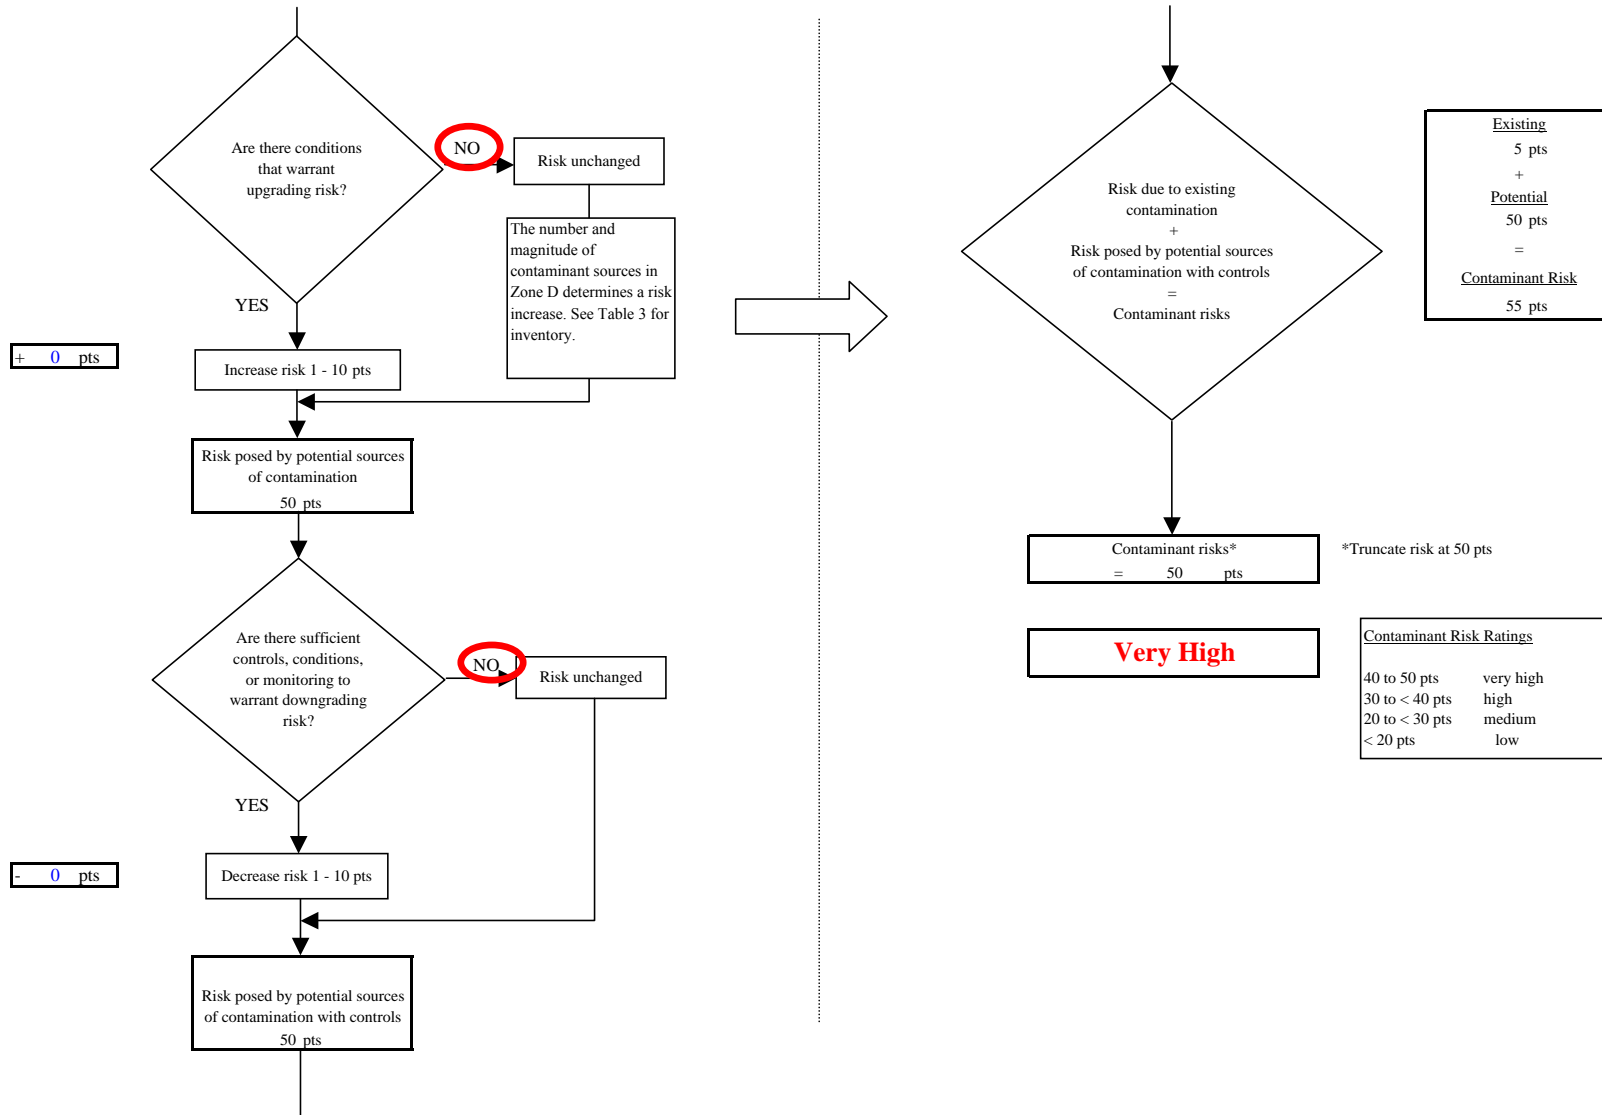 Are there conditions
that warrant
upgrading risk?
NO
Risk unchanged
The number and
magnitude of
contaminant sources in
Zone D determines a risk
increase. See Table 3 for
inventory.
YES
+ 0 pts
Increase risk 1 - 10 pts
Risk posed by potential sources
of contamination
50 pts
Are there sufficient
controls, conditions,
or monitoring to
warrant downgrading
risk?
NO
Risk unchanged
YES
- 0 pts
Decrease risk 1 - 10 pts
Risk posed by potential sources
of contamination with controls
50 pts
Risk due to existing
contamination
+
Risk posed by potential sources
of contamination with controls
=
Contaminant risks
Existing
5 pts
+
Potential
50 pts
=
Contaminant Risk
55 pts
Contaminant risks*
= 50 pts
*Truncate risk at 50 pts
Very High
Contaminant Risk Ratings
40 to 50 pts very high
30 to < 40 pts high
20 to < 30 pts medium
< 20 pts low